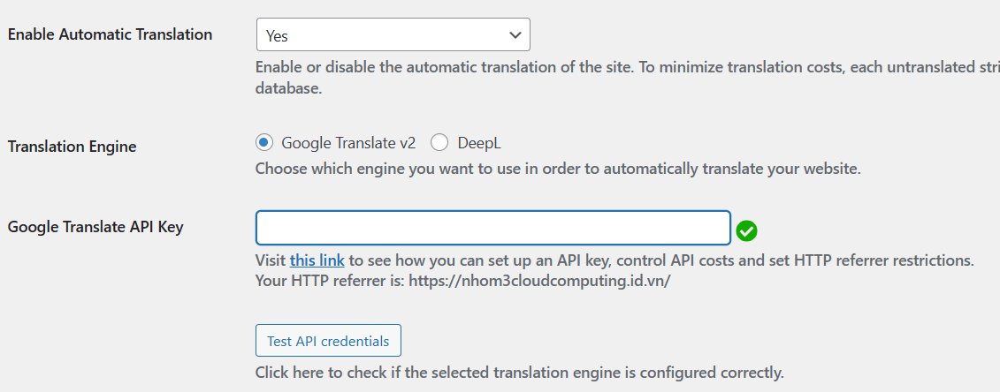 Enable Automatic Translation
Yes
Enable or disable the automatic translation of the site. To minimize translation costs, each untranslated stri
database.
Translation Engine
Google Translate v2
DeepL
Choose which engine you want to use in order to automatically translate your website.
Google Translate API Key
Visit this link to see how you can set up an API key, control API costs and set HTTP referrer restrictions.
Your HTTP referrer is: https://nhom3cloudcomputing.id.vn/
Test API credentials
Click here to check if the selected translation engine is configured correctly.